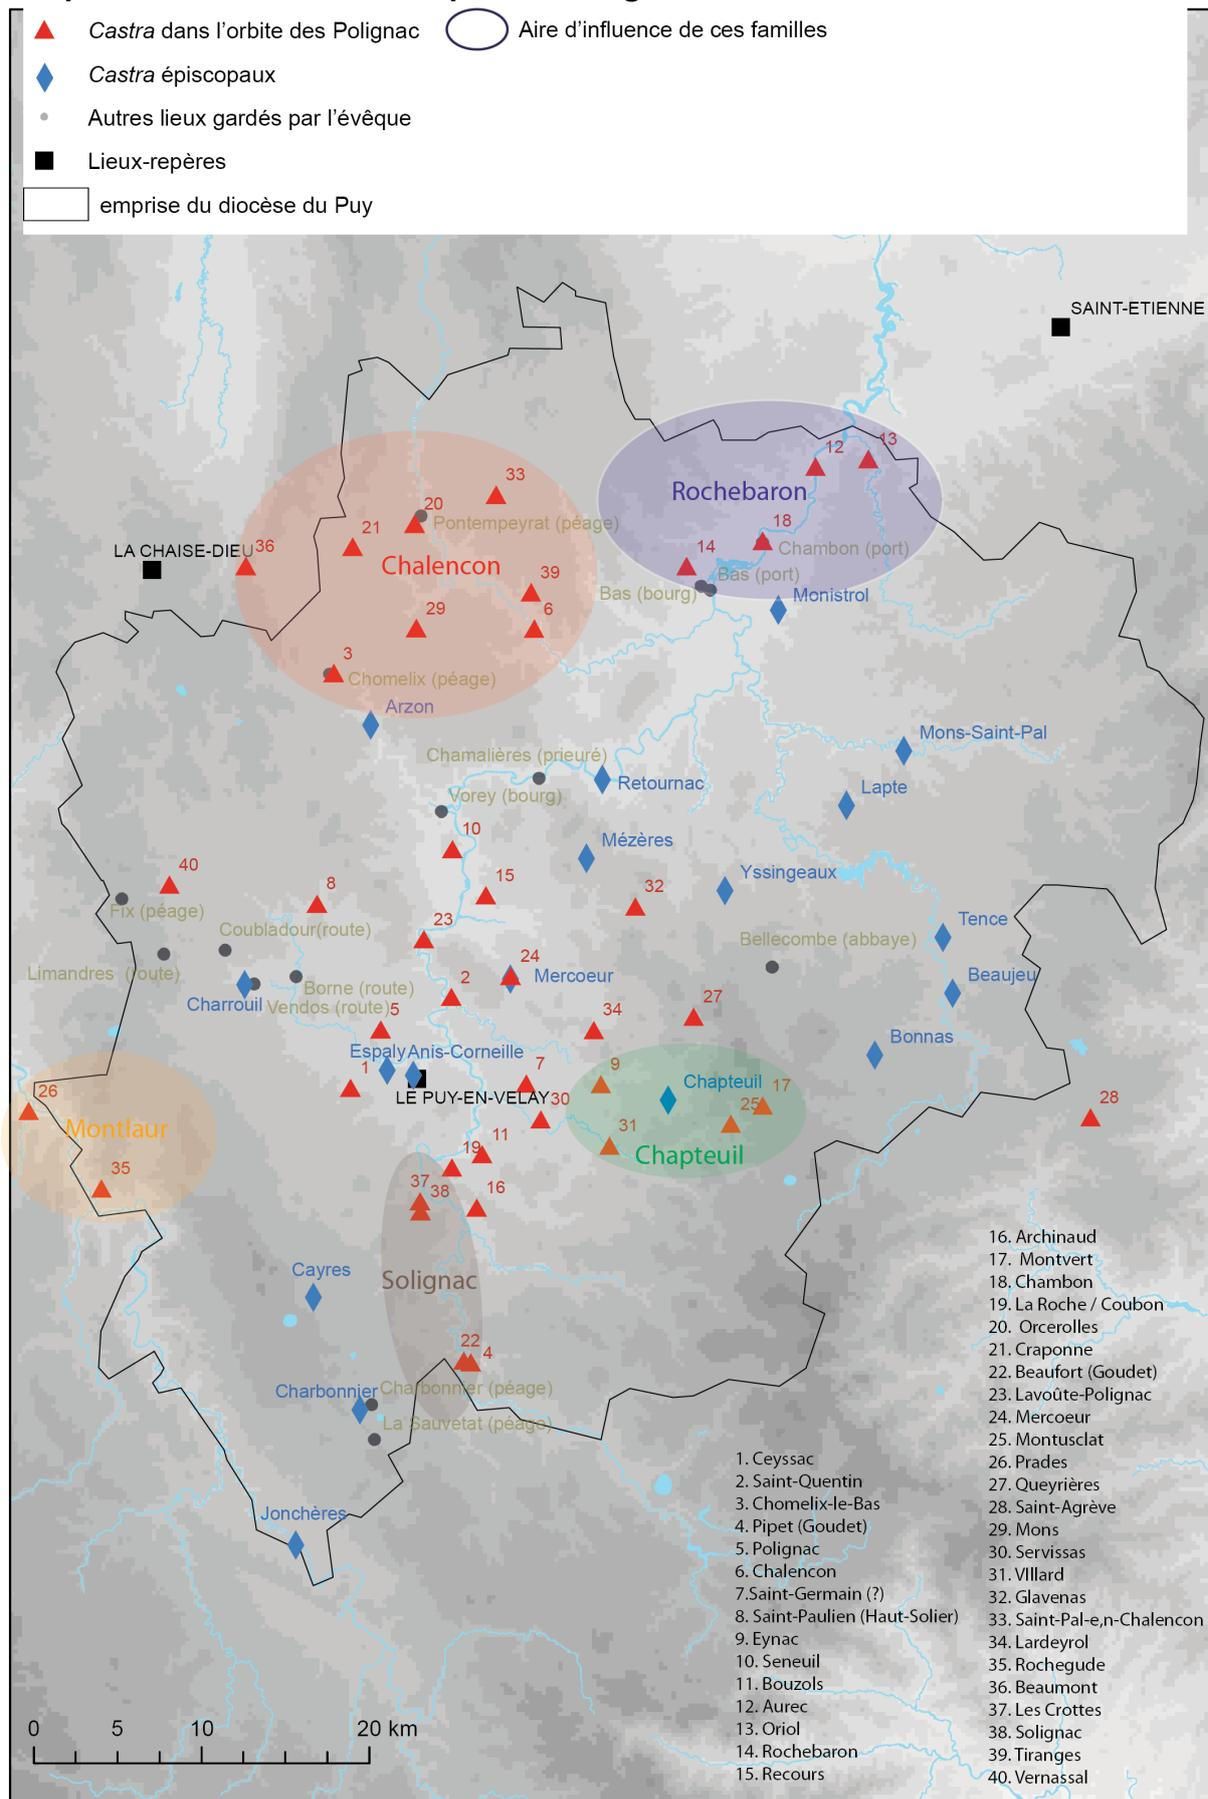 Castra dans l'orbite des Polignac
Aire d'influence de ces familles
Castra épiscopaux
Autres lieux gardés par l'évêque
Lieux-repères
emprise du diocèse du Puy
SAINT-ETIENNE
13
12
Rochebaron
33
20
Pontempeyrat (péage)
18
21
Chambon (port)
LA CHAISE-DIEU
36
14
Chalencon
39
Bas (port)
Bas (bourg)
Monistrol
29
6
3
Chomelix (péage)
Arzon
Mons-Saint-Pal
Chamalières (prieuré)
Retournac
Lapte
Vorey (bourg)
10
Mézères
40
15
Yssingeaux
8
32
Fix (péage)
Tence
Coubladour(route)
23
Bellecombe (abbaye)
24
Limandres (route)
Mercoeur
Beaujeu
2
Borne (route)
Charrouil
Vendos (route)
27
5
34
Bonnas
Espaly
Anis-Corneille
1
7
9
Chapteuil
17
26
LE PUY-EN-VELAY
30
25
28
Montlaur
31
11
19
Chapteuil
35
37
38
16
Cayres
Solignac
22
4
Charbonnier
Charbonnier (péage)
La Sauvetat (péage)
Jonchères
1. Ceyssac
2. Saint-Quentin
3. Chomelix-le-Bas
4. Pipet (Goudet)
5. Polignac
6. Chalencon
7.Saint-Germain (?)
8. Saint-Paulien (Haut-Solier)
9. Eynac
10. Seneuil
11. Bouzols
12. Aurec
13. Oriol
14. Rochebaron
15. Recours
16. Archinaud
17. Montvert
18. Chambon
19. La Roche / Coubon
20. Orcerolles
21. Craponne
22. Beaufort (Goudet)
23. Lavoûte-Polignac
24. Mercoeur
25. Montusclat
26. Prades
27. Queyrières
28. Saint-Agrève
29. Mons
30. Servissas
31. VIllard
32. Glavenas
33. Saint-Pal-e,n-Chalencon
34. Lardeyrol
35. Rochegude
36. Beaumont
37. Les Crottes
38. Solignac
39. Tiranges
40. Vernassal
0 5 10 20 km